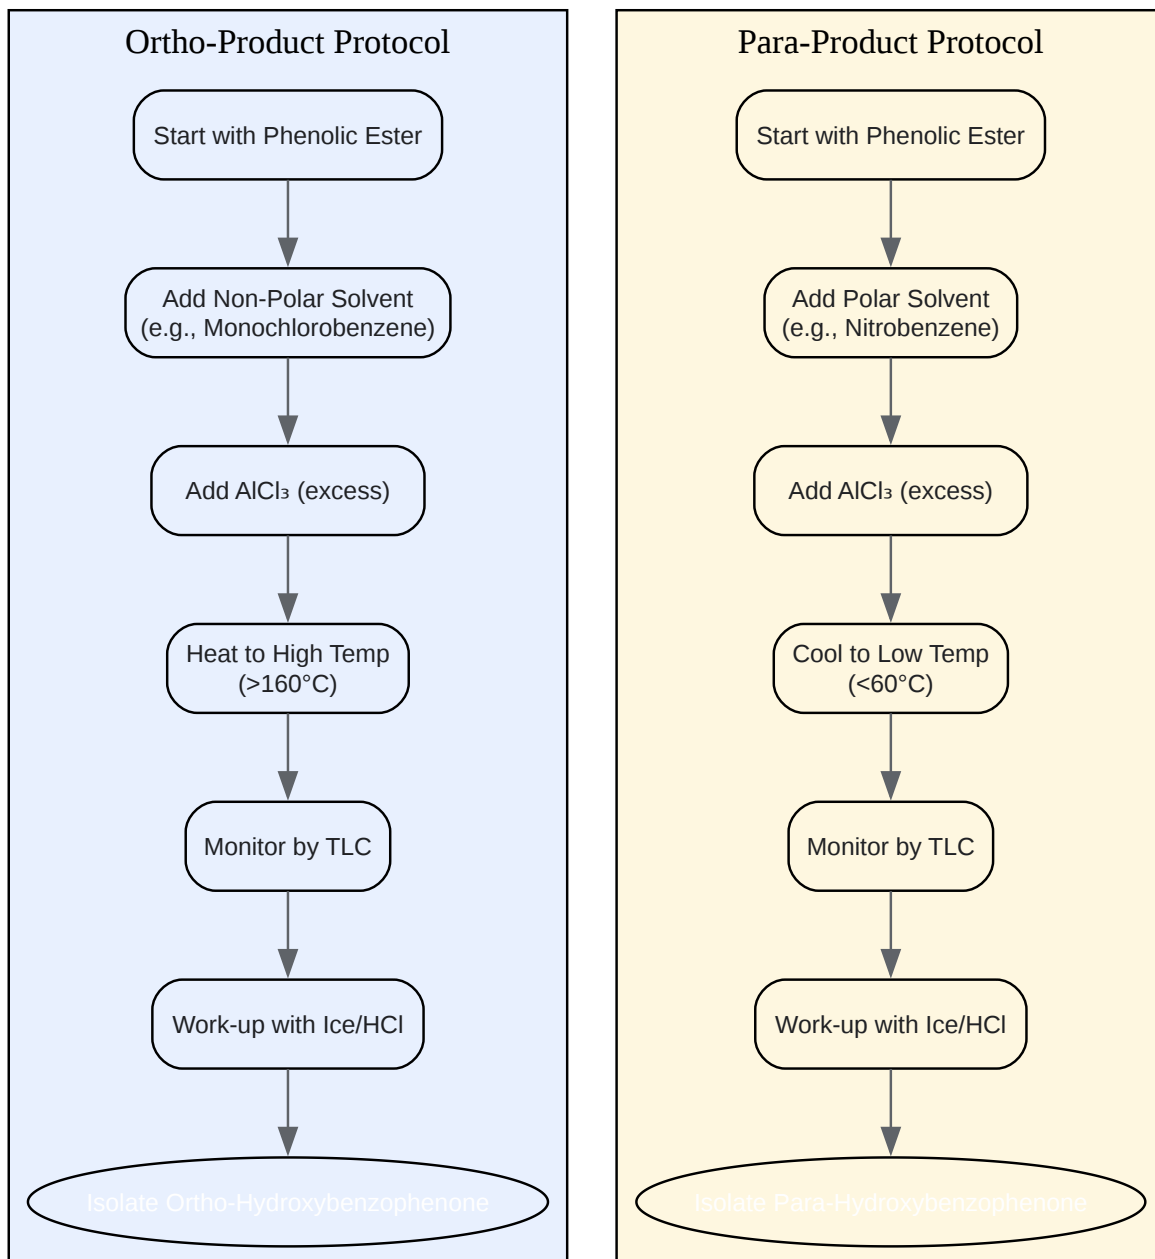 Ortho-Product Protocol
Start with Phenolic Ester
Add Non-Polar Solvent
(e.g., Monochlorobenzene)
Add AlCl₃ (excess)
Heat to High Temp
(>160°C)
Monitor by TLC
Work-up with Ice/HCl
Isolate Ortho-Hydroxybenzophenone
Para-Product Protocol
Start with Phenolic Ester
Add Polar Solvent
(e.g., Nitrobenzene)
Add AlCl₃ (excess)
Cool to Low Temp
(<60°C)
Monitor by TLC
Work-up with Ice/HCl
Isolate Para-Hydroxybenzophenone